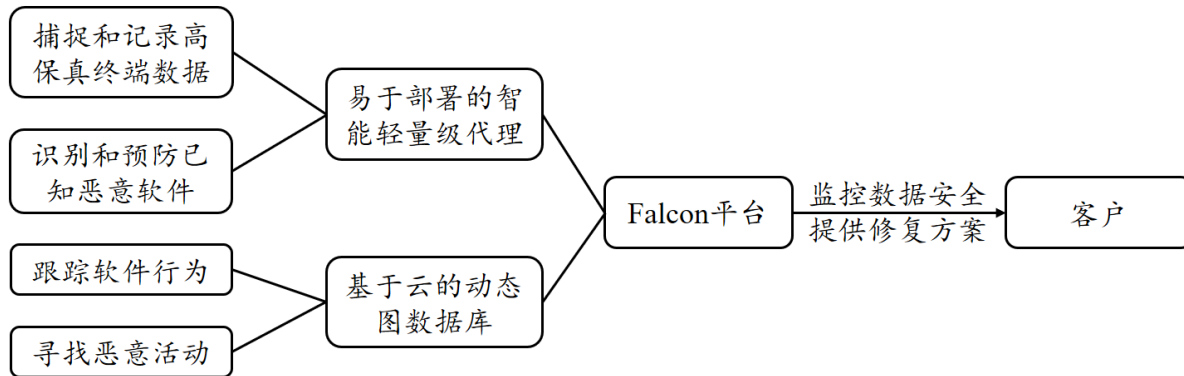 捕捉和记录高
保真终端数据
识别和预防已
知恶意软件
跟踪软件行为
寻找恶意活动
易于部署的智
能轻量级代理
基于云的动态
图数据库
Falcon平台
监控数据安全
提供修复方案
客户